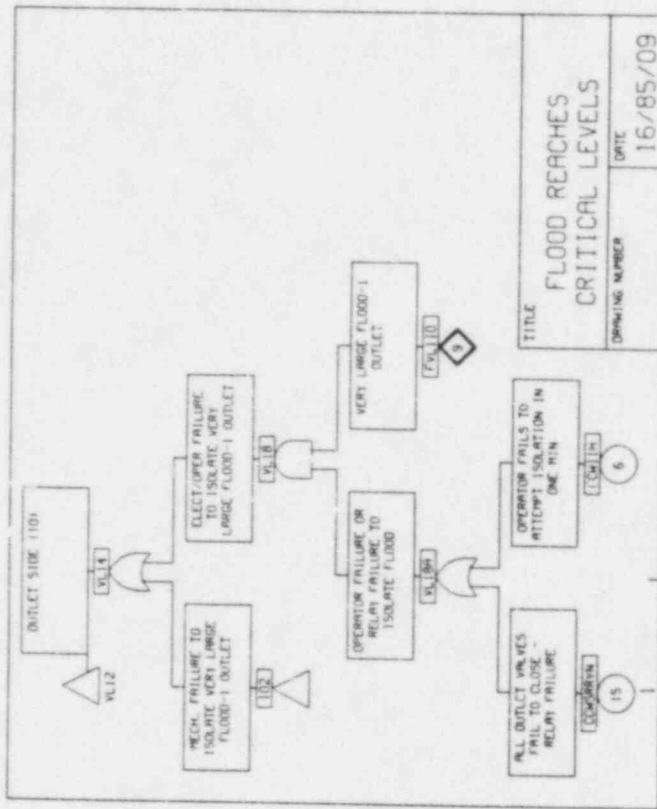 OUTLET SIDE (10)
VL14
VL12
MECH. FAILURE TO
ISOLATE VERY LARGE
FLOOD-1 OUTLET
102
ELECT/OPER FAILURE
TO ISOLATE VERY
LARGE FLOOD-1 OUTLET
VL18
OPERATOR FAILURE OR
RELAY FAILURE TO
ISOLATE FLOOD
VL18A
VERY LARGE FLOOD-1
OUTLET
FVL110
9
ALL OUTLET VALVES
FAIL TO CLOSE -
RELAY FAILURE
15
OPERATOR FAILS TO
ATTEMPT ISOLATION IN
ONE MIN
6
TITLE
FLOOD REACHES
CRITICAL LEVELS
DRAWING NUMBER
DATE
16/85/09